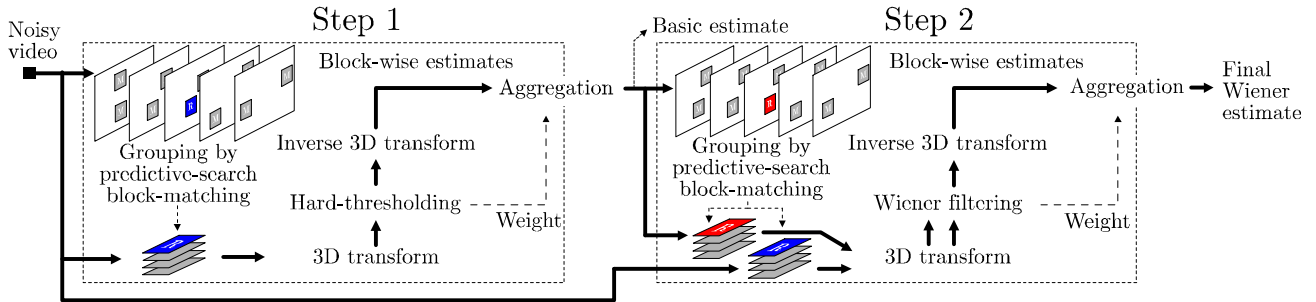 Step 1
Noisy
video
Block-wise estimates
M
M
M
R
M
M
M
Aggregation
Grouping by
predictive-search
block-matching
Inverse 3D transform
Hard-thresholding
Weight
3D transform
Step 2
Basic estimate
Block-wise estimates
M
M
M
R
M
M
M
Aggregation
Final
Wiener
estimate
Grouping by
predictive-search
block-matching
Inverse 3D transform
Wiener filtering
Weight
3D transform